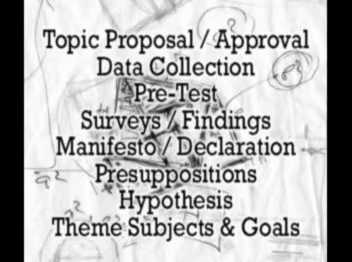 Topic Proposal / Approval
Data Collection
Pre-Test
Surveys / Findings
Manifesto / Declaration
Presuppositions
Hypothesis
Theme Subjects & Goals